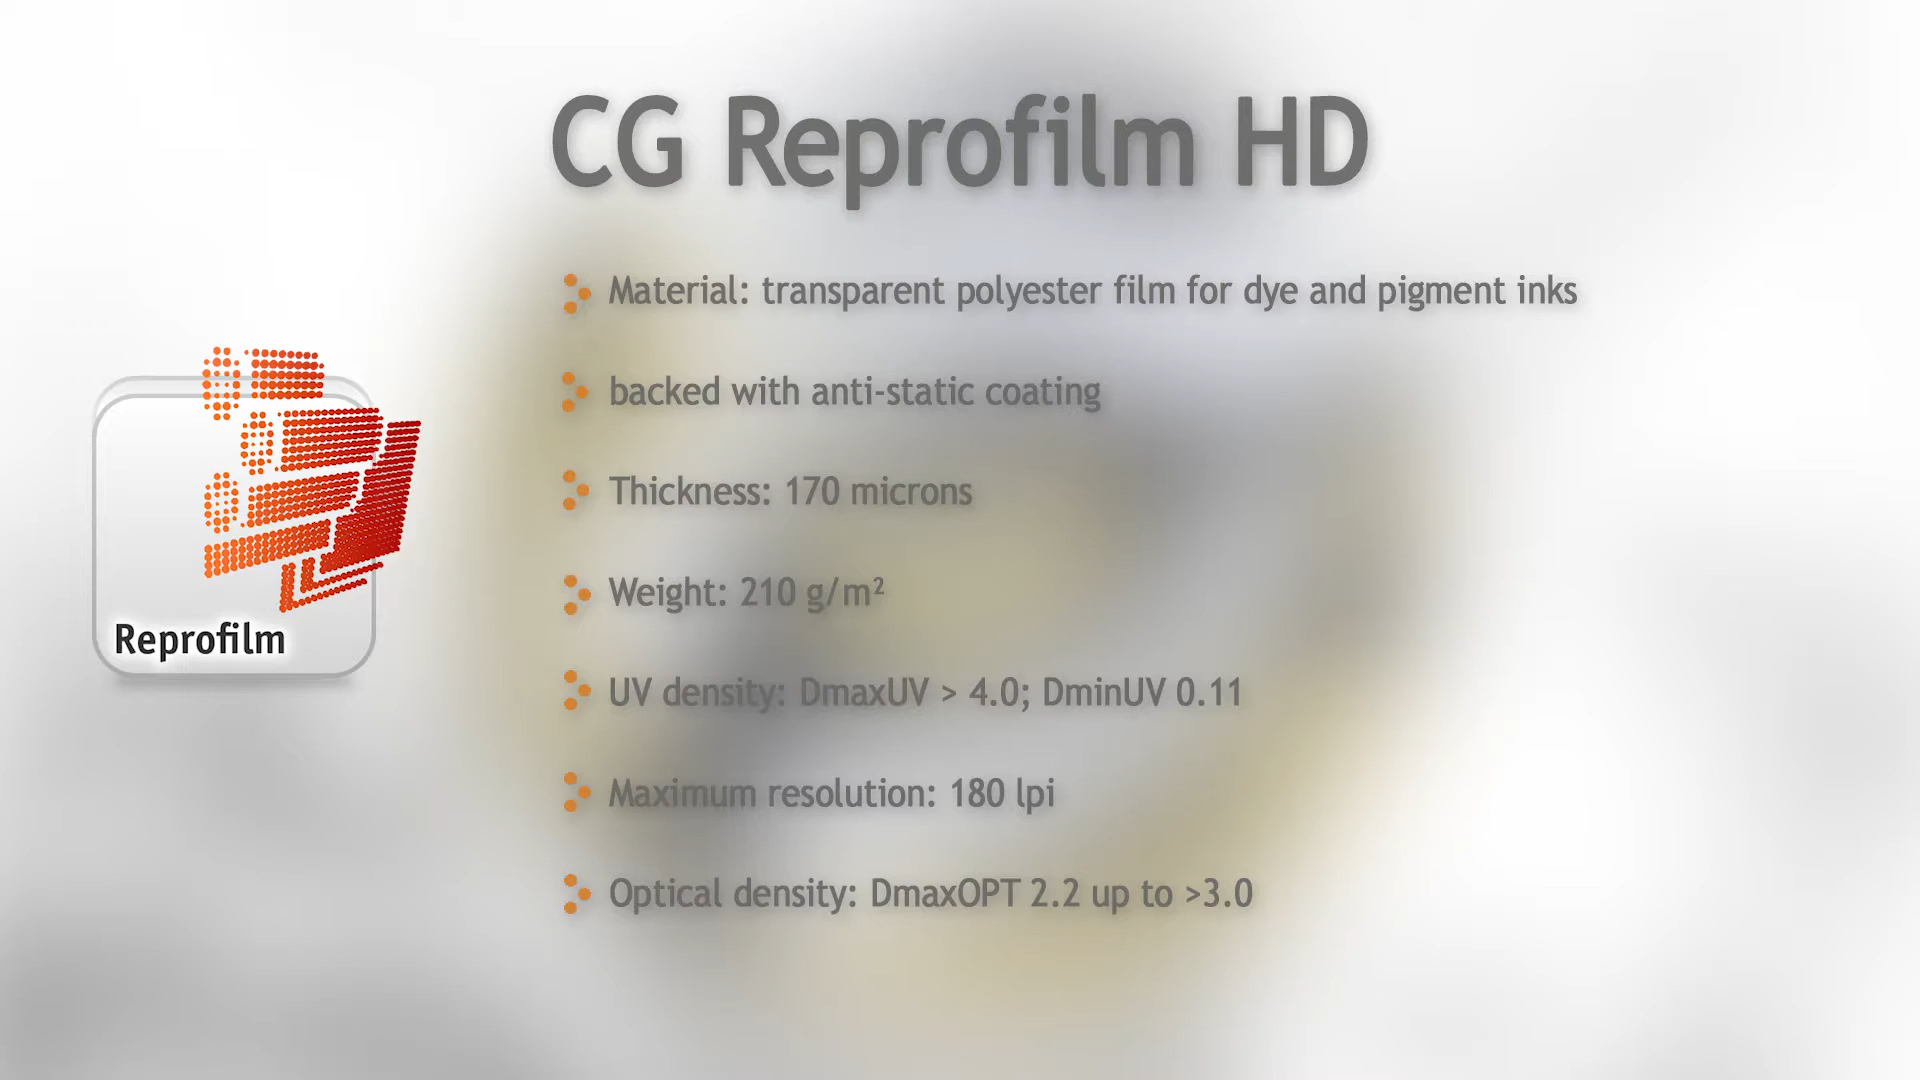 CG Reprofilm HD
Material: transparent polyester film for dye and pigment inks
backed with anti-static coating
Thickness: 170 microns
Weight: 210 g/m²
Reprofilm
UV density: DmaxUV > 4.0; DminUV 0.11
Maximum resolution: 180 lpi
Optical density: DmaxOPT 2.2 up to >3.0